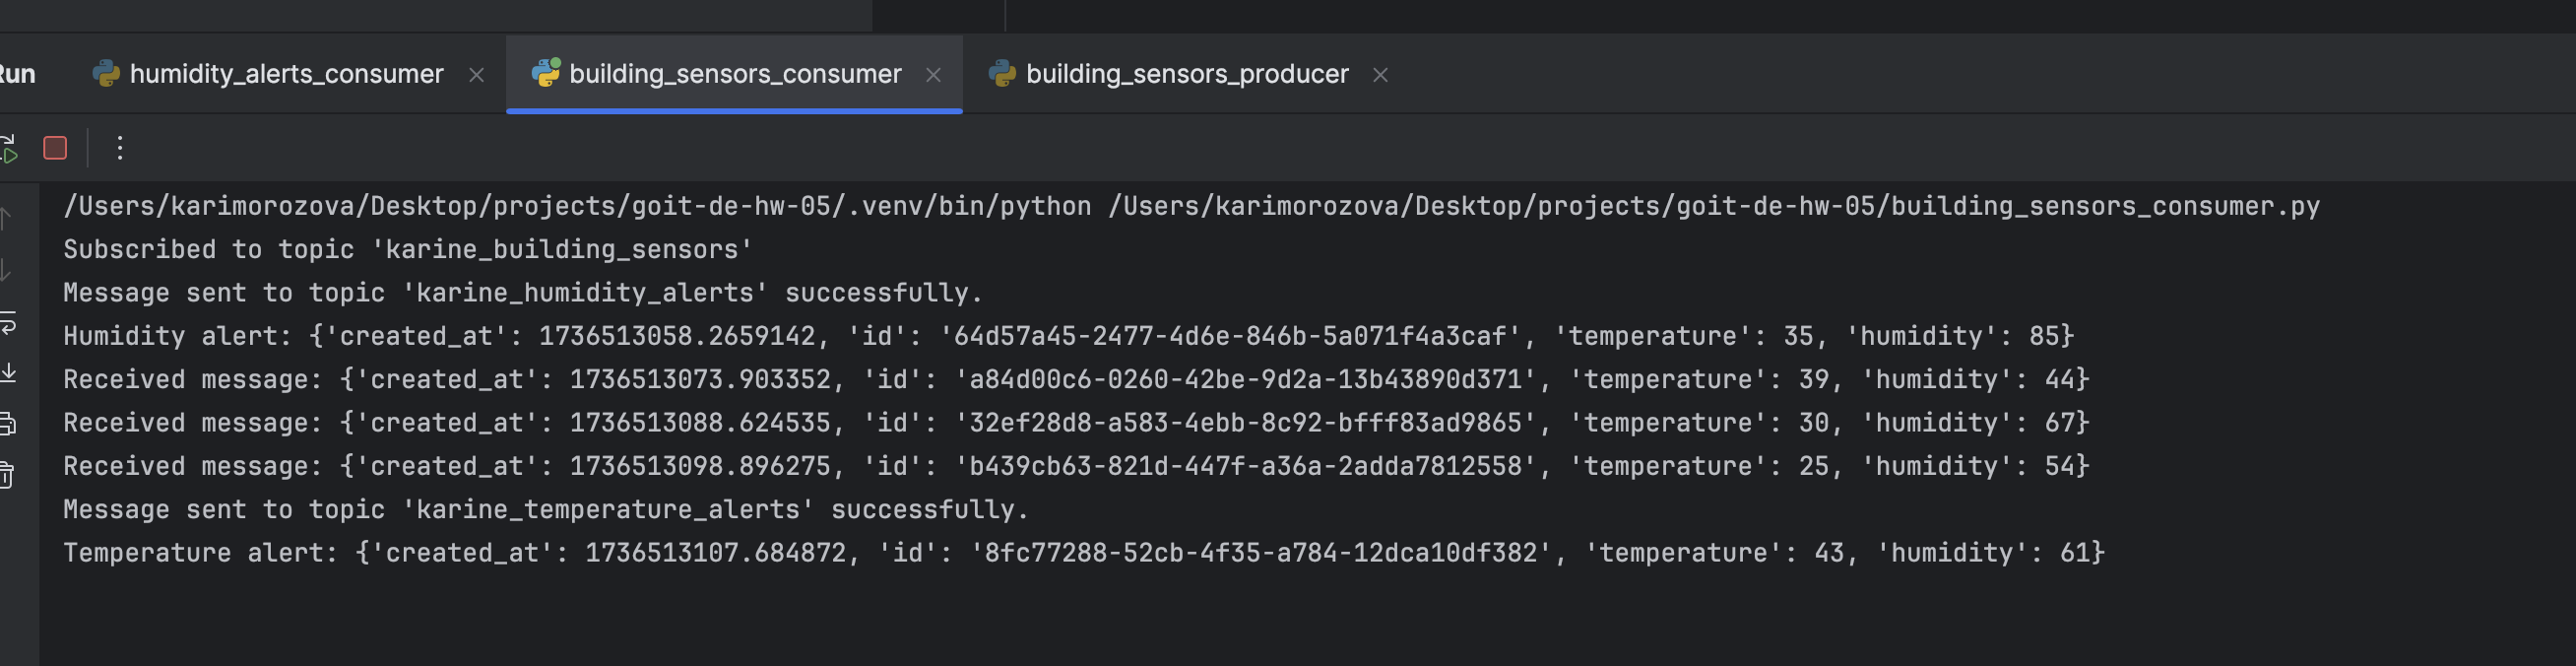 Run humidity_alerts_consumer building_sensors_consumer building_sensors_producer
/Users/karimorozova/Desktop/projects/goit-de-hw-05/.venv/bin/python /Users/karimorozova/Desktop/projects/goit-de-hw-05/building_sensors_consumer.py
Subscribed to topic 'karine_building_sensors'
Message sent to topic 'karine_humidity_alerts' successfully.
Humidity alert: {'created_at': 1736513058.2659142, 'id': '64d57a45-2477-4d6e-846b-5a071f4a3caf', 'temperature': 35, 'humidity': 85}
Received message: {'created_at': 1736513073.903352, 'id': 'a84d00c6-0260-42be-9d2a-13b43890d371', 'temperature': 39, 'humidity': 44}
Received message: {'created_at': 1736513088.624535, 'id': '32ef28d8-a583-4ebb-8c92-bfff83ad9865', 'temperature': 30, 'humidity': 67}
Received message: {'created_at': 1736513098.896275, 'id': 'b439cb63-821d-447f-a36a-2adda7812558', 'temperature': 25, 'humidity': 54}
Message sent to topic 'karine_temperature_alerts' successfully.
Temperature alert: {'created_at': 1736513107.684872, 'id': '8fc77288-52cb-4f35-a784-12dca10df382', 'temperature': 43, 'humidity': 61}